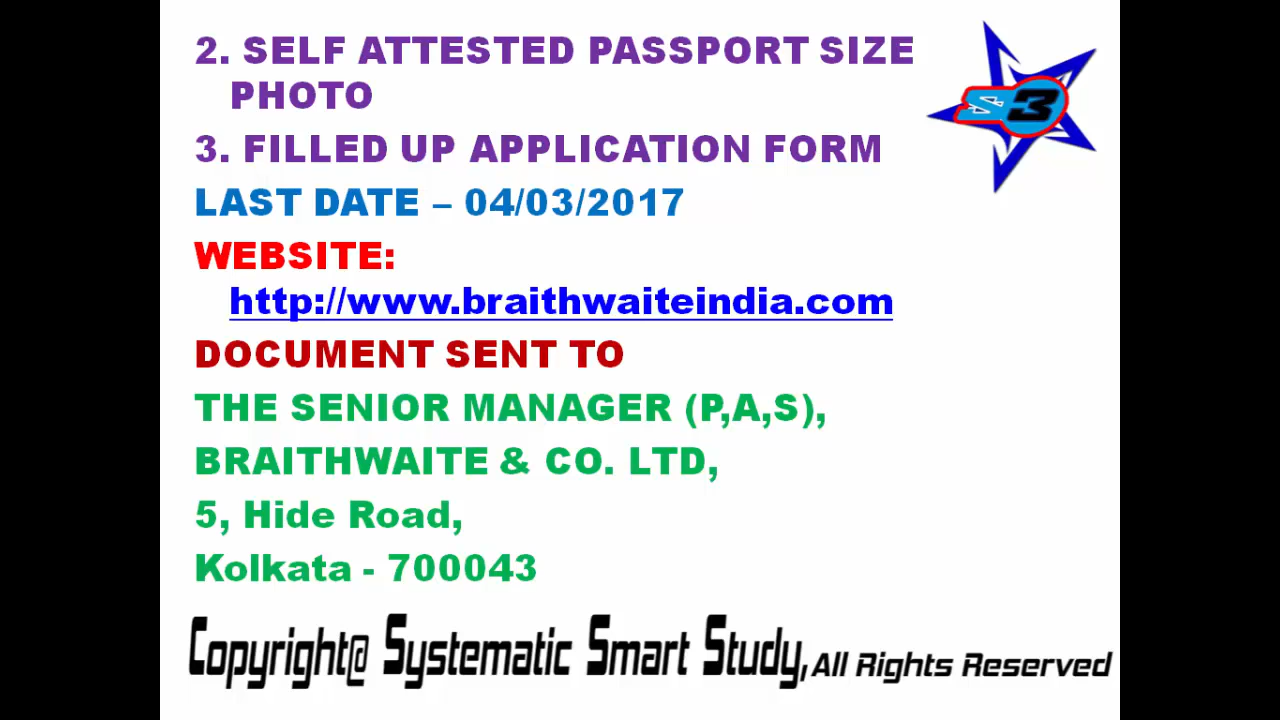 2. SELF ATTESTED PASSPORT SIZE
PHOTO
3. FILLED UP APPLICATION FORM
LAST DATE – 04/03/2017
WEBSITE:
http://www.braithwaiteindia.com
DOCUMENT SENT TO
THE SENIOR MANAGER (P,A,S),
BRAITHWAITE & CO. LTD,
5, Hide Road,
Kolkata - 700043
S3
Copyright@ Systematic Smart Study, All Rights Reserved